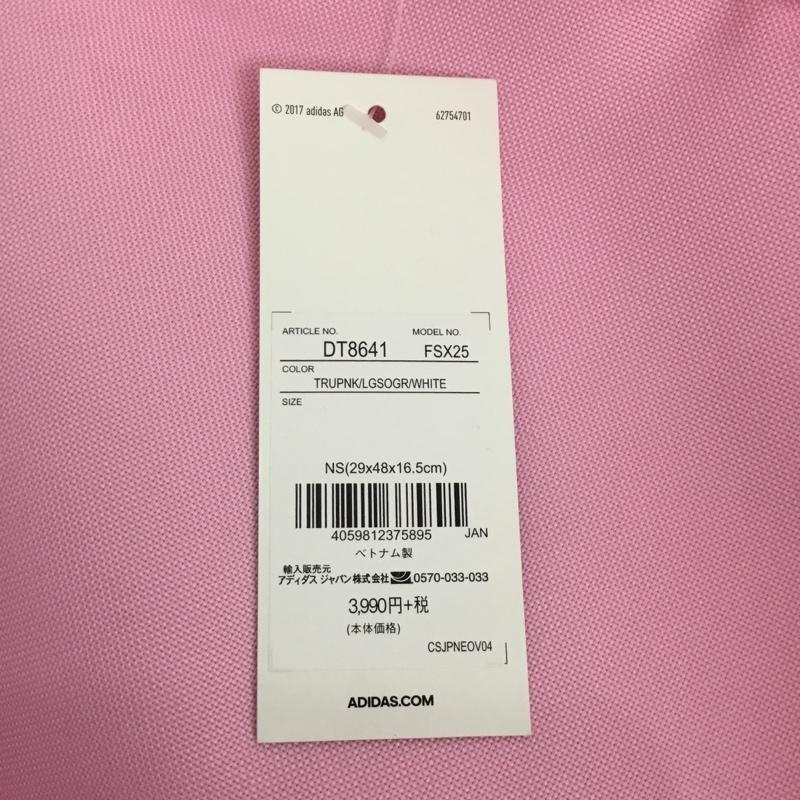 © 2017 adidas AG 62754701
ARTICLE NO. MODEL NO.
DT8641 FSX25
COLOR
TRUPNK/LGSOGR/WHITE
SIZE
NS(29x48x16.5cm)
4059812375895 JAN
ベトナム製
輸入販売元
アディダス ジャパン株式会社 0570-033-033
3,990円+税
(本体価格)
CSJPNEOV04
ADIDAS.COM